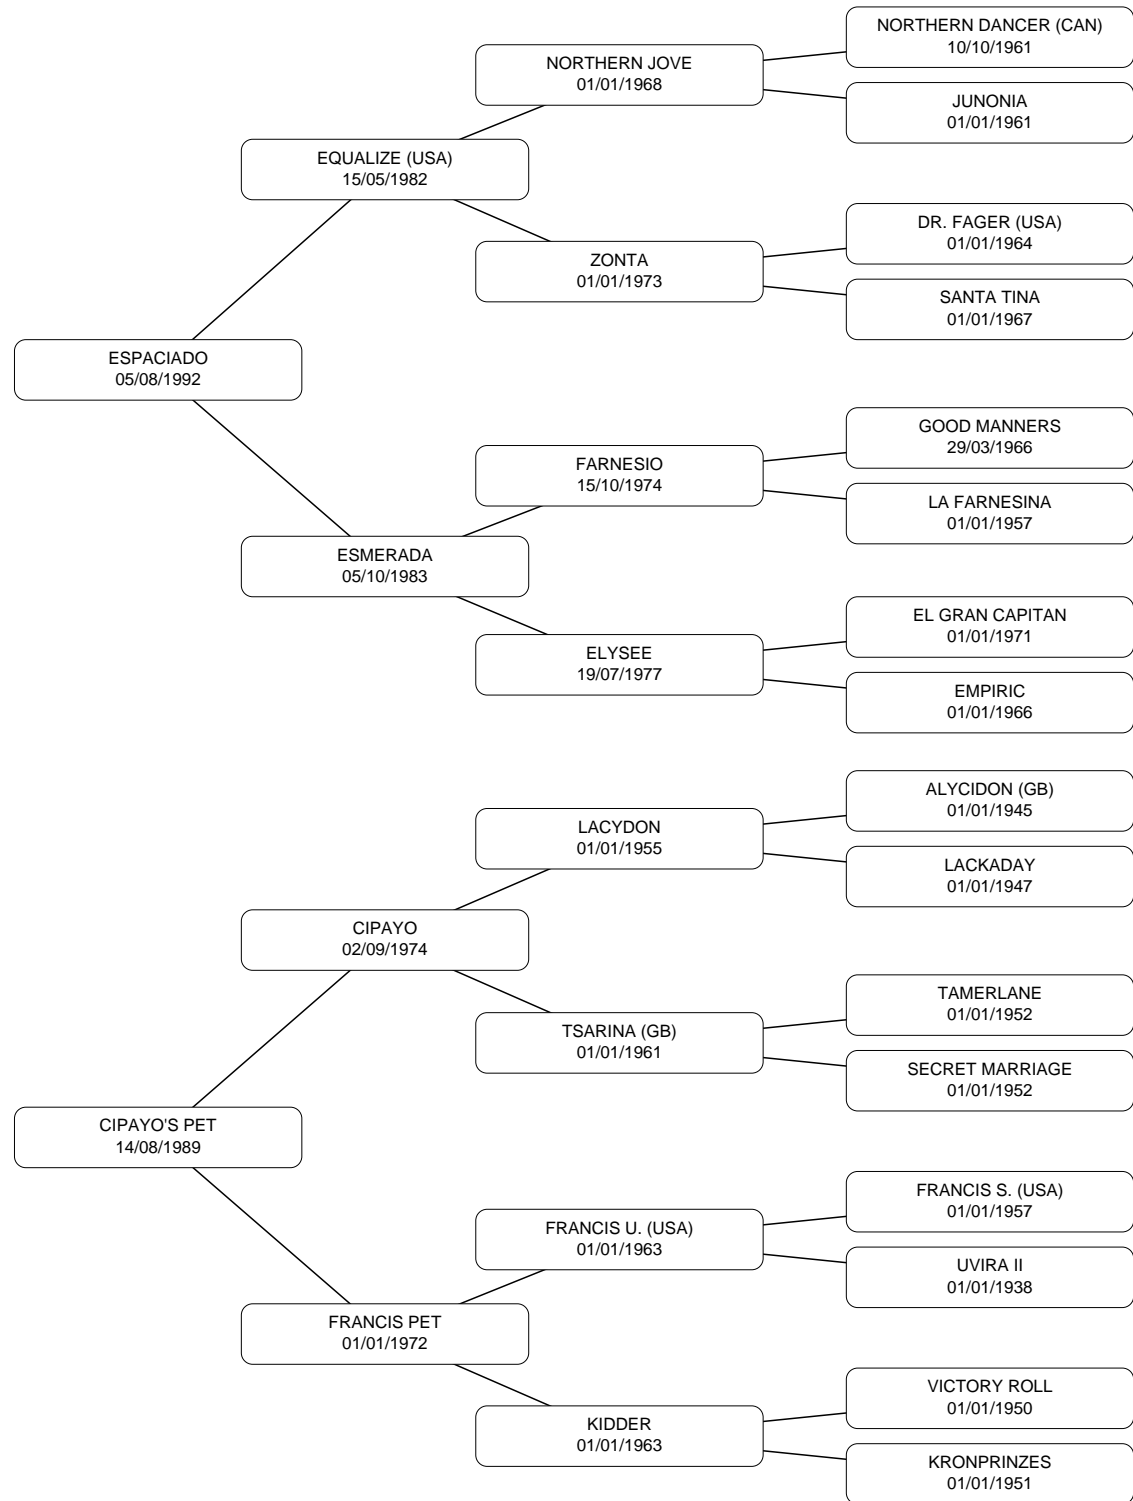 NORTHERN DANCER (CAN)
10/10/1961
NORTHERN JOVE
01/01/1968
JUNONIA
01/01/1961
EQUALIZE (USA)
15/05/1982
DR. FAGER (USA)
01/01/1964
ZONTA
01/01/1973
SANTA TINA
01/01/1967
ESPACIADO
05/08/1992
GOOD MANNERS
29/03/1966
FARNESIO
15/10/1974
LA FARNESINA
01/01/1957
ESMERADA
05/10/1983
EL GRAN CAPITAN
01/01/1971
ELYSEE
19/07/1977
EMPIRIC
01/01/1966
ALYCIDON (GB)
01/01/1945
LACYDON
01/01/1955
LACKADAY
01/01/1947
CIPAYO
02/09/1974
TAMERLANE
01/01/1952
TSARINA (GB)
01/01/1961
SECRET MARRIAGE
01/01/1952
CIPAYO'S PET
14/08/1989
FRANCIS S. (USA)
01/01/1957
FRANCIS U. (USA)
01/01/1963
UVIRA II
01/01/1938
FRANCIS PET
01/01/1972
VICTORY ROLL
01/01/1950
KIDDER
01/01/1963
KRONPRINZES
01/01/1951